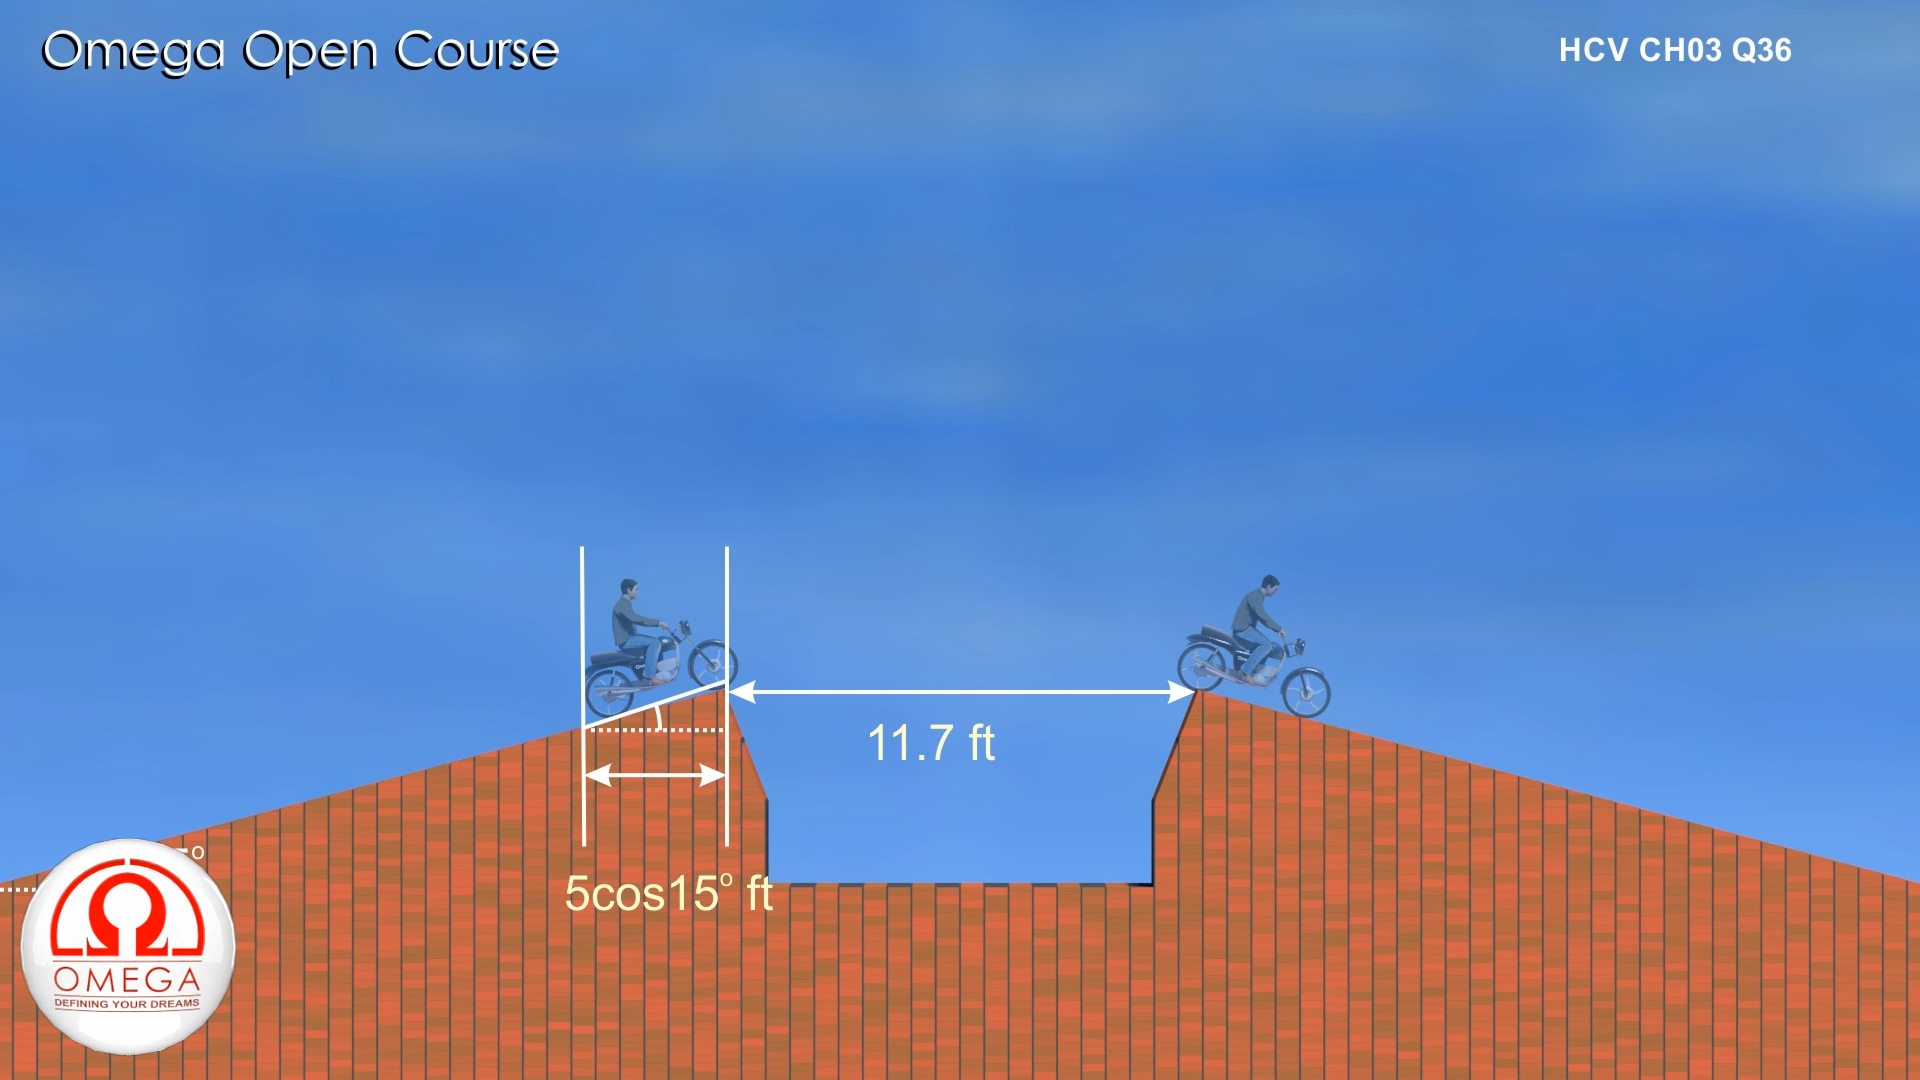 Omega Open Course
HCV CH03 Q36
11.7 ft
5cos15° ft
OMEGA
DEFINING YOUR DREAMS